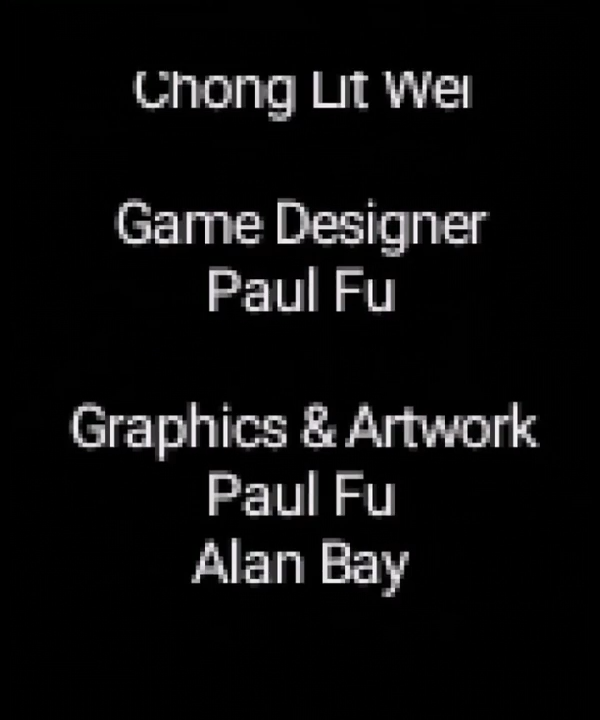 Chong Lit Wei
Game Designer
Paul Fu
Graphics & Artwork
Paul Fu
Alan Bay